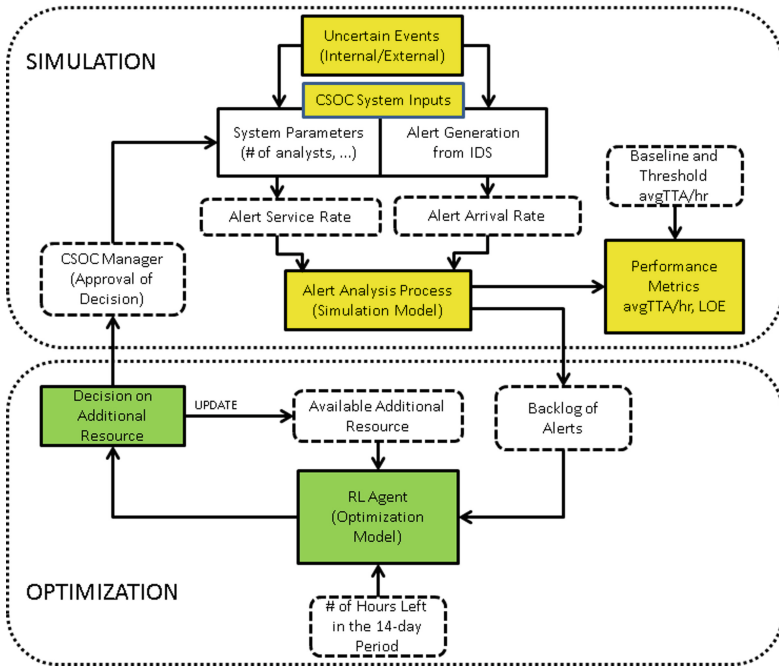 SIMULATION
Uncertain Events
(Internal/External)
CSOC System Inputs
System Parameters
(# of analysts, ...)
Alert Generation
from IDS
Baseline and
Threshold
avgTTA/hr
Alert Service Rate
Alert Arrival Rate
CSOC Manager
(Approval of
Decision)
Alert Analysis Process
(Simulation Model)
Performance
Metrics
avgTTA/hr, LOE
Decision on
Additional
Resource
UPDATE
Available Additional
Resource
Backlog of
Alerts
RL Agent
(Optimization
Model)
OPTIMIZATION
# of Hours Left
in the 14-day
Period